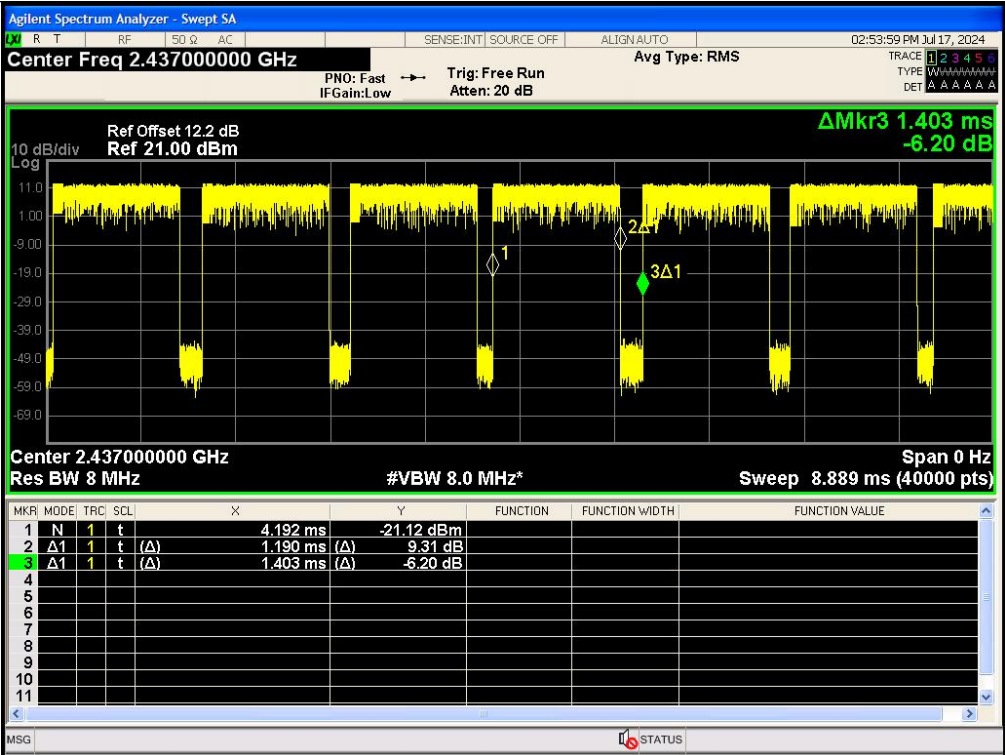 Agilent Spectrum Analyzer - Swept SA
LXI R T RF 50 Ω AC SENSE:INT SOURCE OFF ALIGN AUTO 02:53:59 PM Jul 17, 2024
Center Freq 2.437000000 GHz Avg Type: RMS TRACE 1 2 3 4 5 6
PNO: Fast Trig: Free Run TYPE W
IFGain:Low Atten: 20 dB DET A A A A A A
ΔMkr3 1.403 ms
-6.20 dB
Ref Offset 12.2 dB
10 dB/div Ref 21.00 dBm
Log
11.0
1.00
-9.00
-19.0
-29.0
-39.0
-49.0
-59.0
-69.0
1
2Δ
3Δ1
Center 2.437000000 GHz Span 0 Hz
Res BW 8 MHz #VBW 8.0 MHz* Sweep 8.889 ms (40000 pts)
MKR MODE TRC SCL X Y FUNCTION FUNCTION WIDTH FUNCTION VALUE
1 N 1 t 4.192 ms -21.12 dBm
2 Δ1 1 t (Δ) 1.190 ms (Δ) 9.31 dB
3 Δ1 1 t (Δ) 1.403 ms (Δ) -6.20 dB
4
5
6
7
8
9
10
11
MSG STATUS